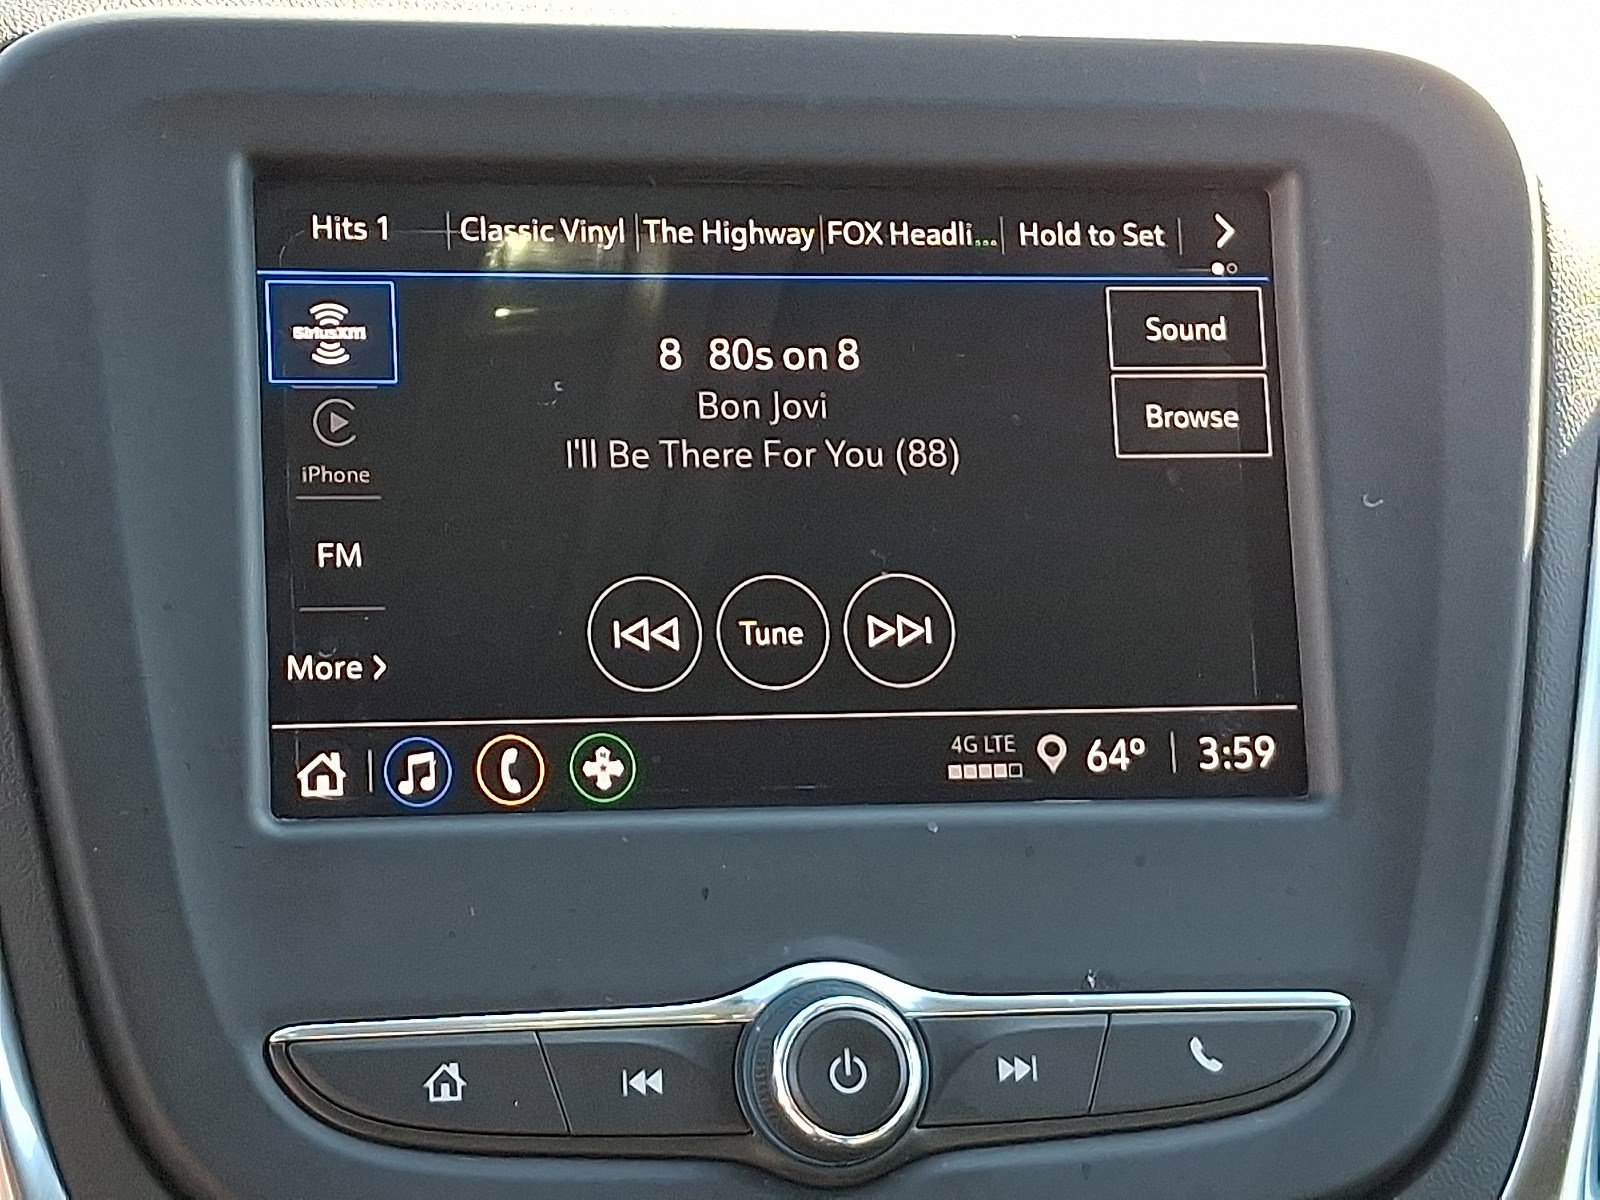 Hits 1
Classic Vinyl
The Highway
FOX Headli...
Hold to Set
siriusxm
iPhone
FM
More
8 80s on 8
Bon Jovi
I'll Be There For You (88)
Sound
Browse
Tune
4G LTE
64°
3:59